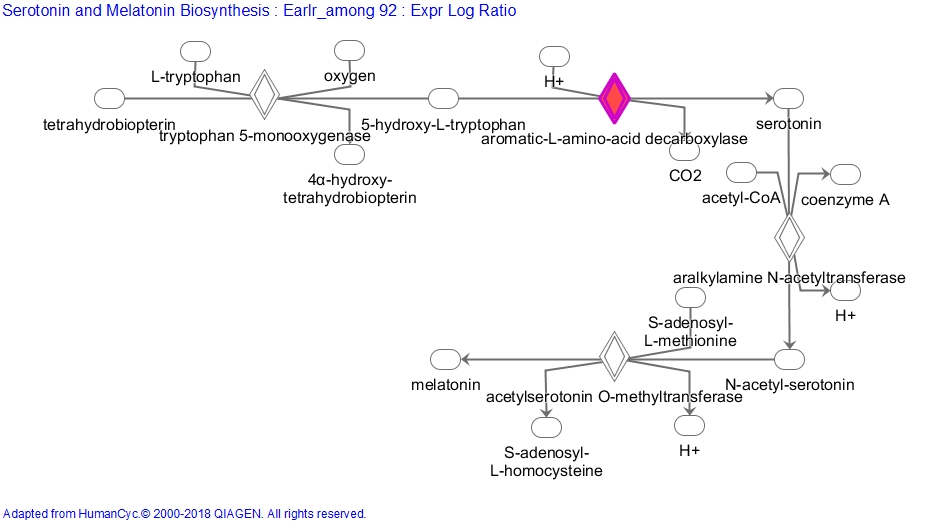 Serotonin and Melatonin Biosynthesis : Earlr_among 92 : Expr Log Ratio
L-tryptophan
oxygen
H+
tetrahydrobiopterin
tryptophan 5-monooxygenase
5-hydroxy-L-tryptophan
aromatic-L-amino-acid decarboxylase
serotonin
4α-hydroxy-
tetrahydrobiopterin
CO2
acetyl-CoA
coenzyme A
aralkylamine N-acetyltransferase
H+
S-adenosyl-
L-methionine
melatonin
acetylserotonin O-methyltransferase
N-acetyl-serotonin
S-adenosyl-
L-homocysteine
H+
Adapted from HumanCyc.© 2000-2018 QIAGEN. All rights reserved.